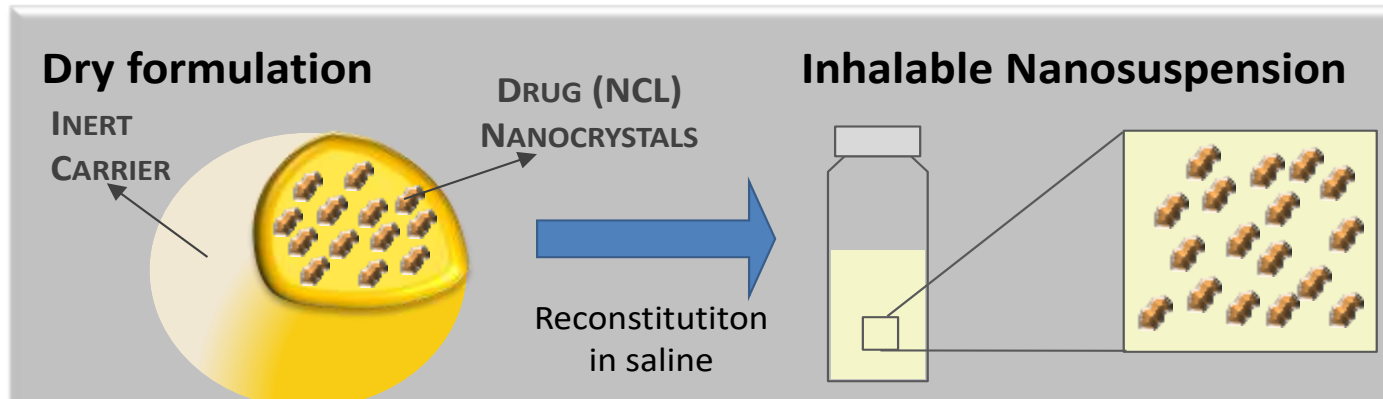 Dry formulation
INERT
CARRIER
DRUG (NCL)
NANOCRYSTALS
Reconstitutiton
in saline
Inhalable Nanosuspension